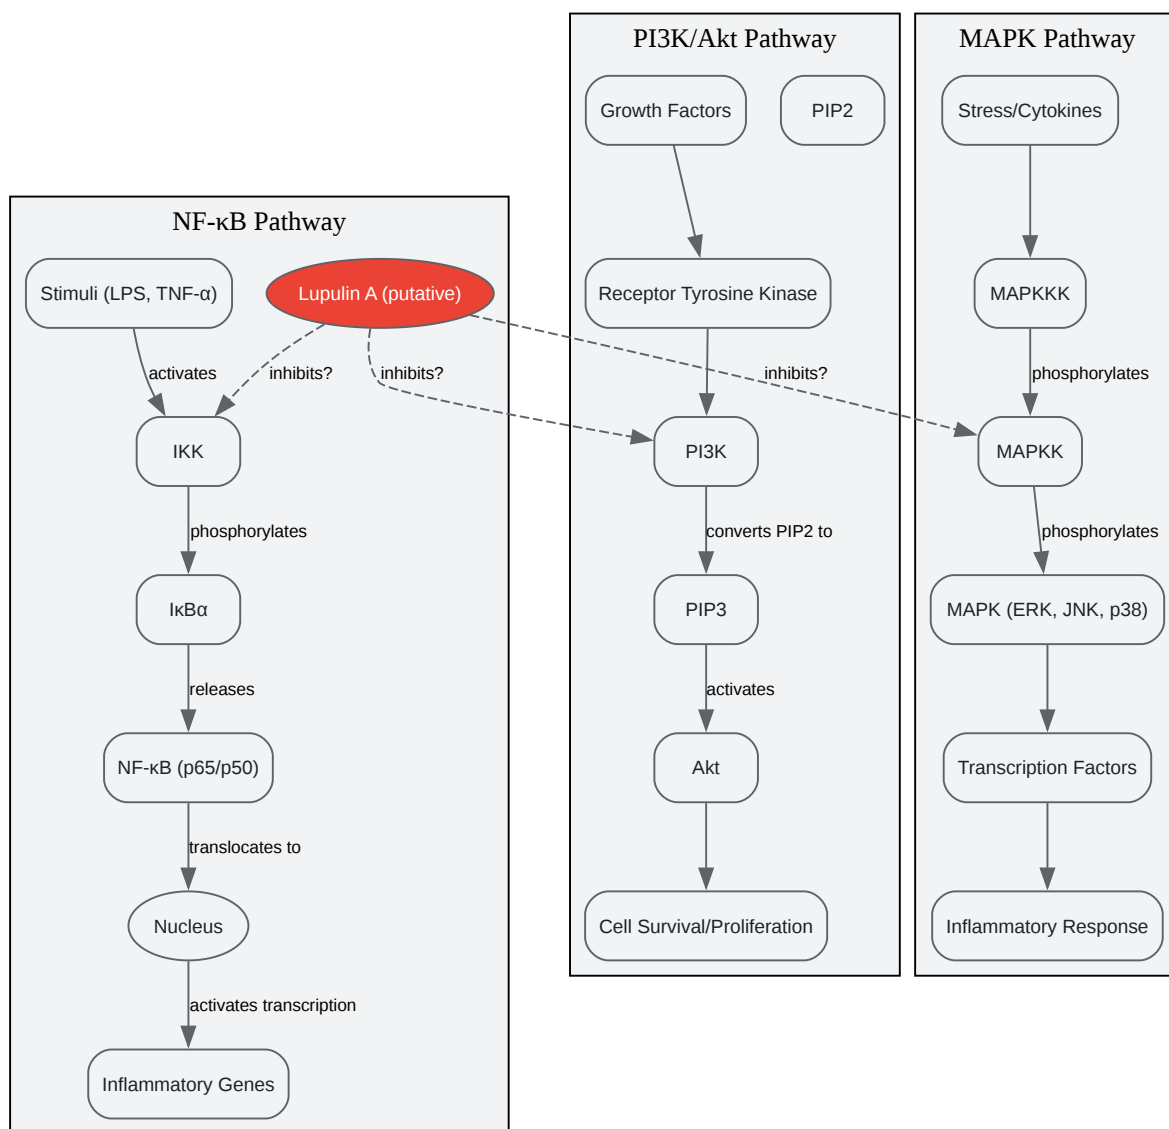 NF-κB Pathway
Stimuli (LPS, TNF-α)
Lupulin A (putative)
activates
inhibits?
inhibits?
inhibits?
IKK
phosphorylates
IκBα
releases
NF-κB (p65/p50)
translocates to
Nucleus
activates transcription
Inflammatory Genes
PI3K/Akt Pathway
Growth Factors
PIP2
Receptor Tyrosine Kinase
PI3K
converts PIP2 to
PIP3
activates
Akt
Cell Survival/Proliferation
MAPK Pathway
Stress/Cytokines
MAPKKK
phosphorylates
MAPKK
phosphorylates
MAPK (ERK, JNK, p38)
Transcription Factors
Inflammatory Response